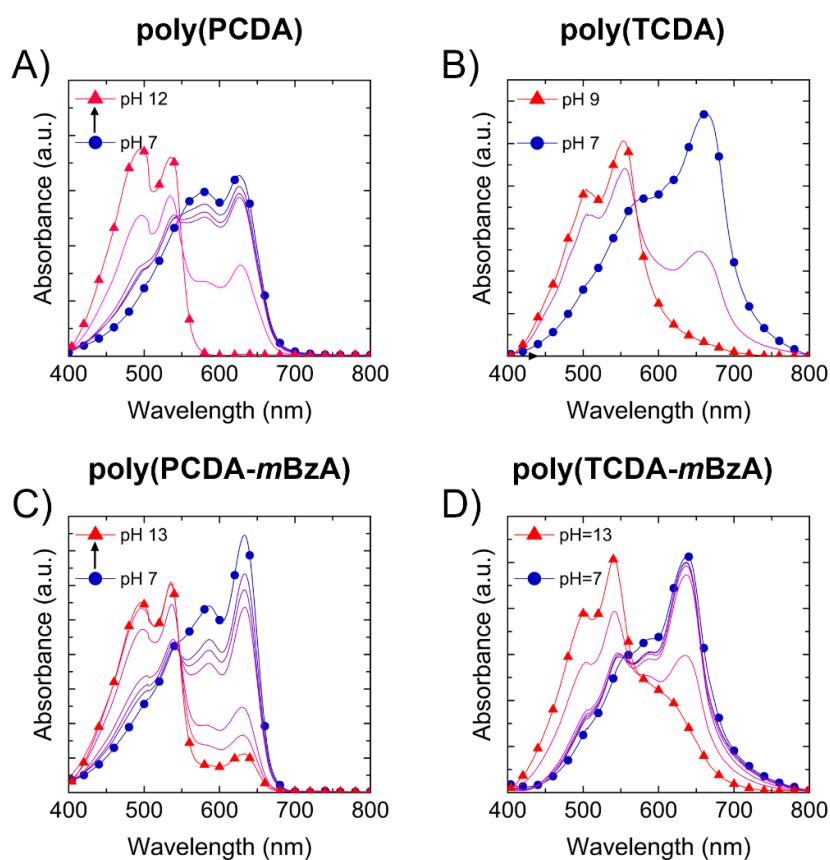 poly(PCDA)
A)
pH 12
pH 7
Absorbance (a.u.)
400 500 600 700 800
Wavelength (nm)
poly(TCDA)
B)
pH 9
pH 7
Absorbance (a.u.)
400 500 600 700 800
Wavelength (nm)
poly(PCDA-mBzA)
C)
pH 13
pH 7
Absorbance (a.u.)
400 500 600 700 800
Wavelength (nm)
poly(TCDA-mBzA)
D)
pH=13
pH=7
Absorbance (a.u.)
400 500 600 700 800
Wavelength (nm)